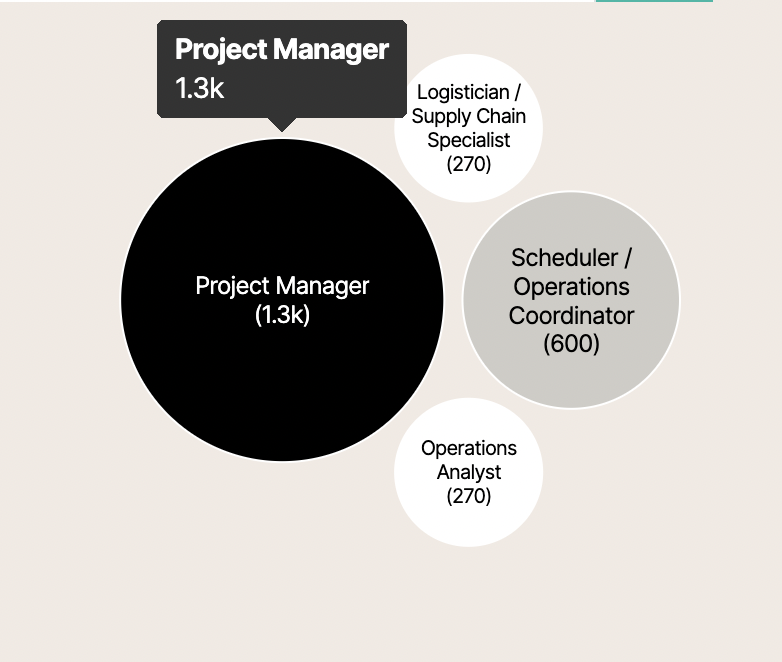 Project Manager
1.3k
Logistician /
Supply Chain
Specialist
(270)
Project Manager
(1.3k)
Scheduler /
Operations
Coordinator
(600)
Operations
Analyst
(270)